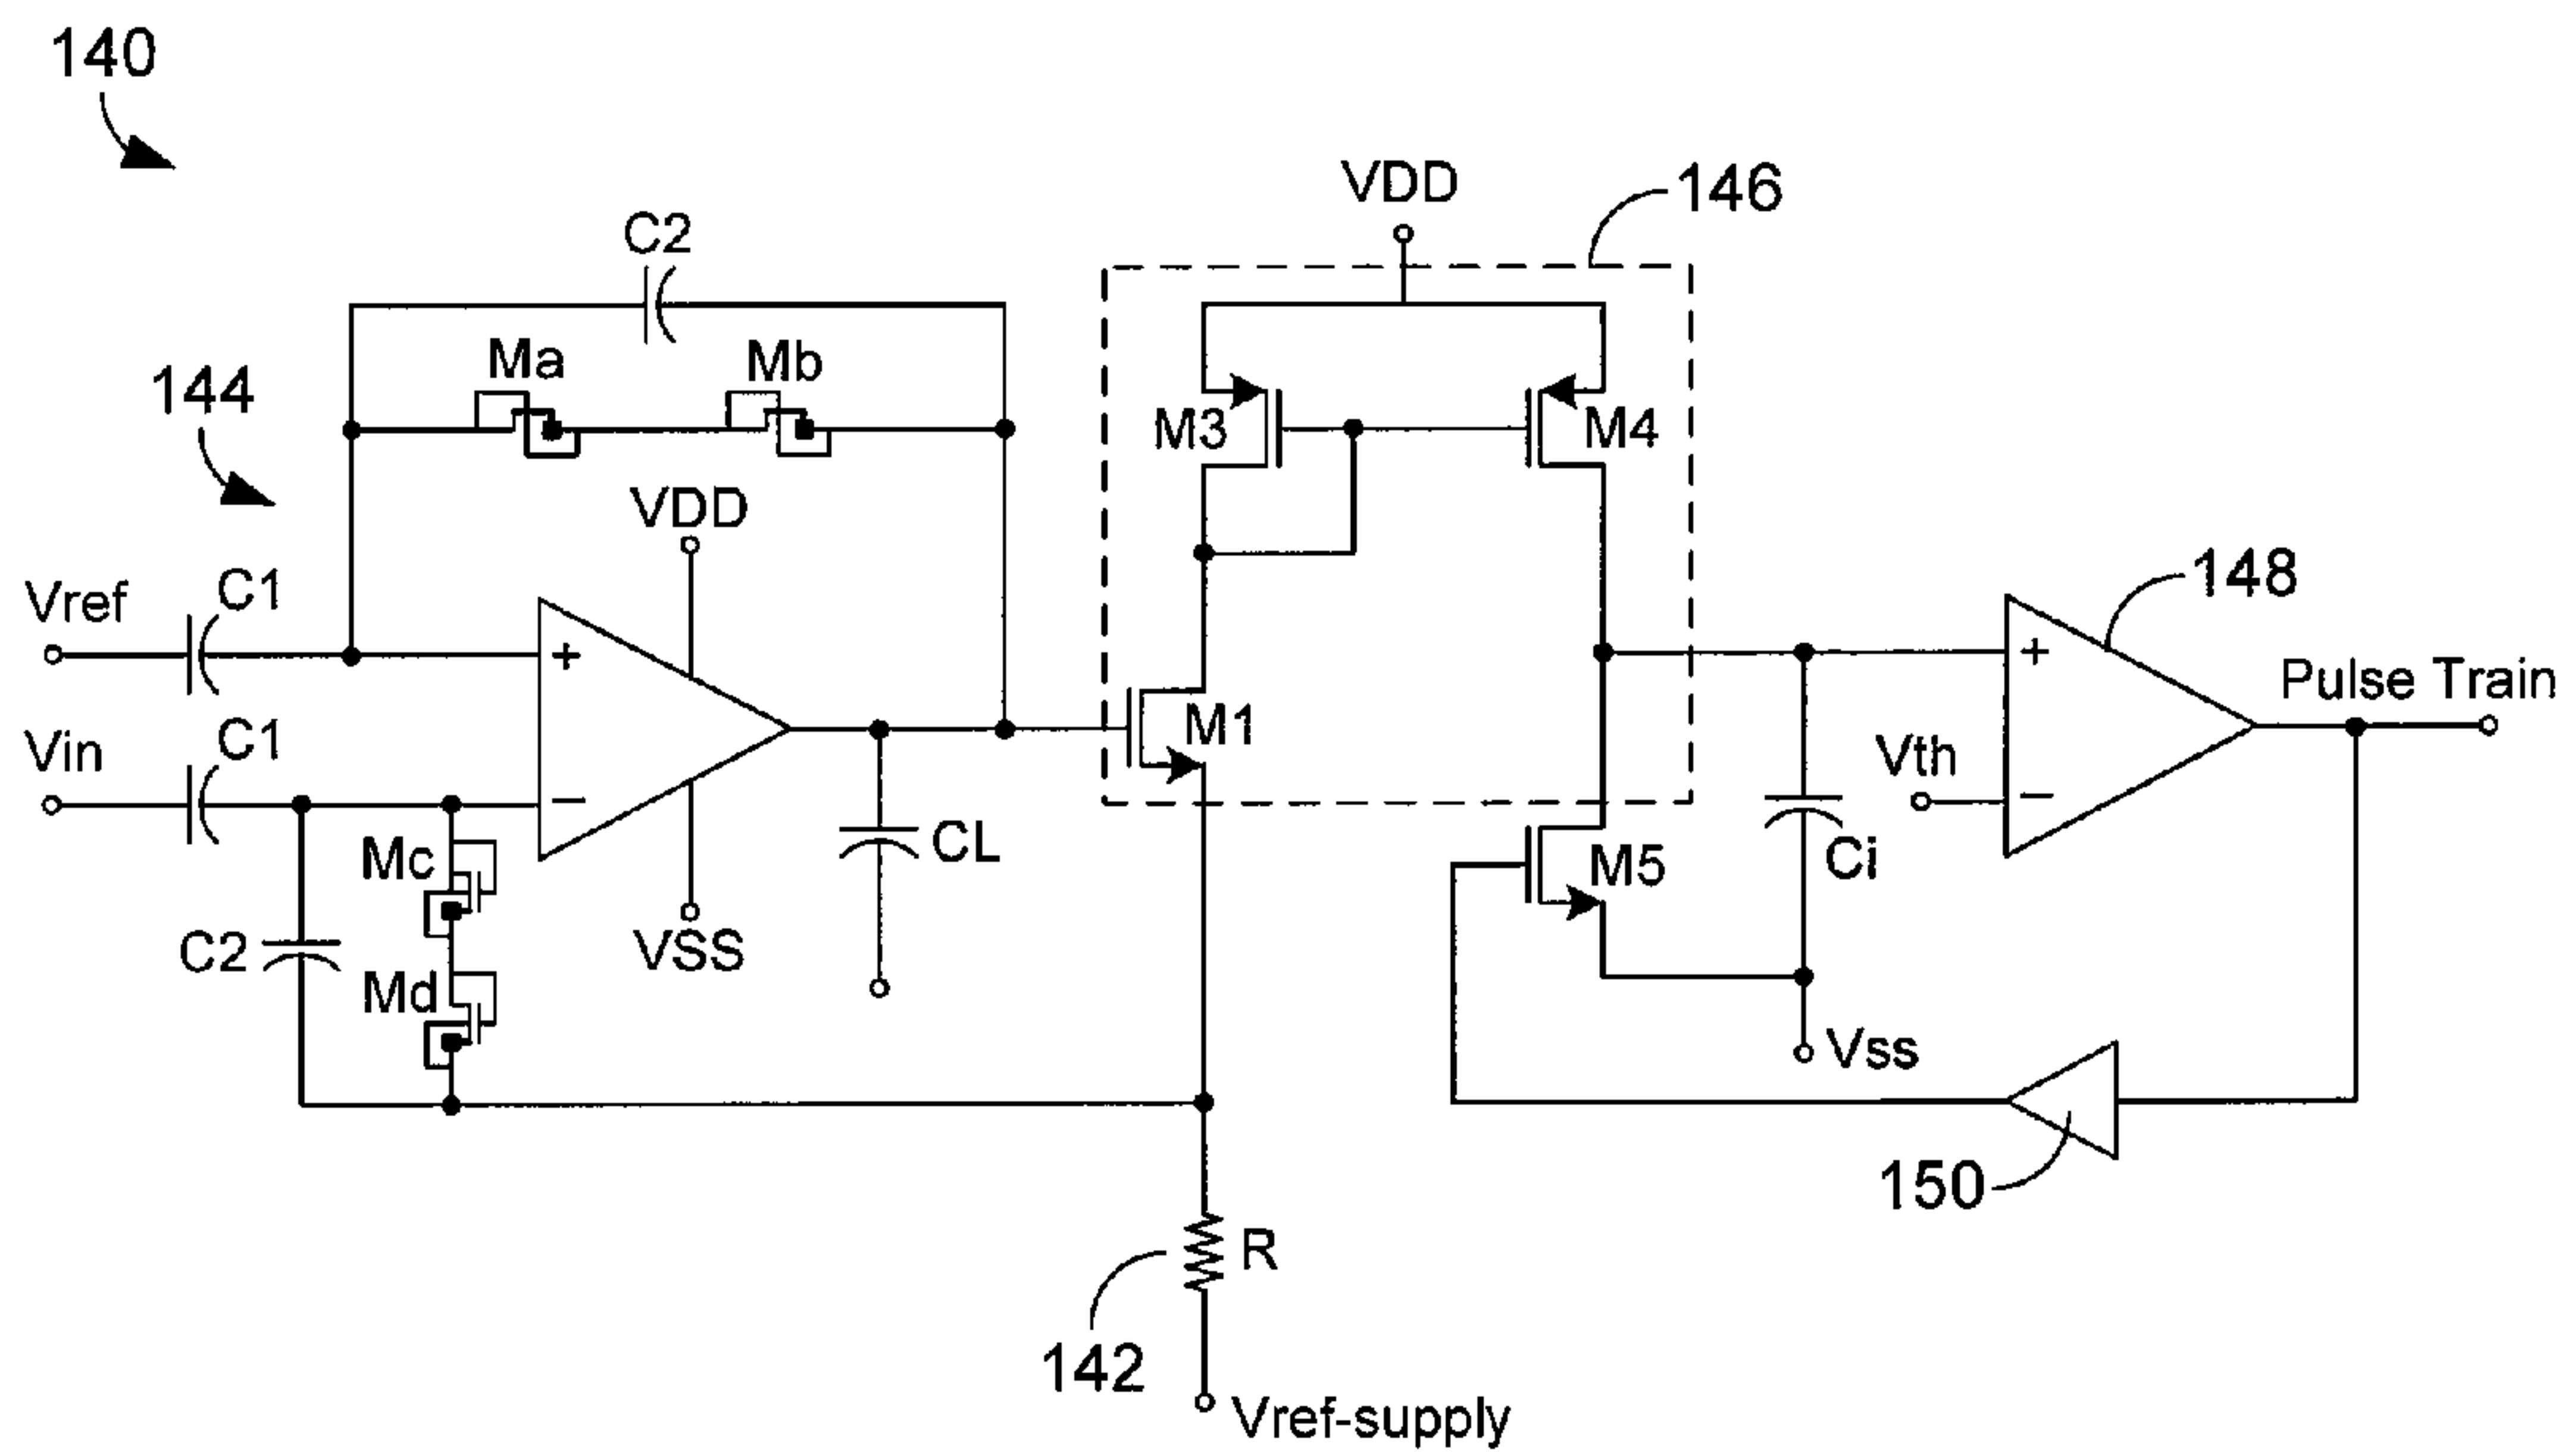 140
VDD
146
C2
Ma
Mb
144
M3
M4
VDD
148
Vref
C1
+
+
Pulse Train
Vin
C1
M1
Vth
−
−
Mc
CL
M5
Ci
C2
VSS
Md
Vss
150
R
142
Vref-supply